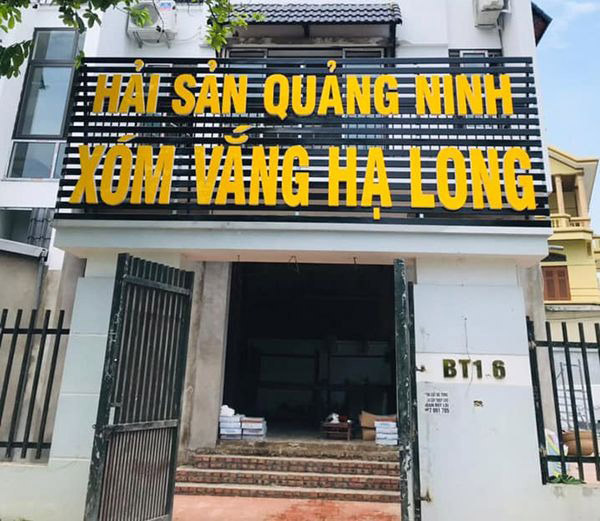 HẢI SẢN QUẢNG NINH
XÓM VẮNG HẠ LONG
BT1 6